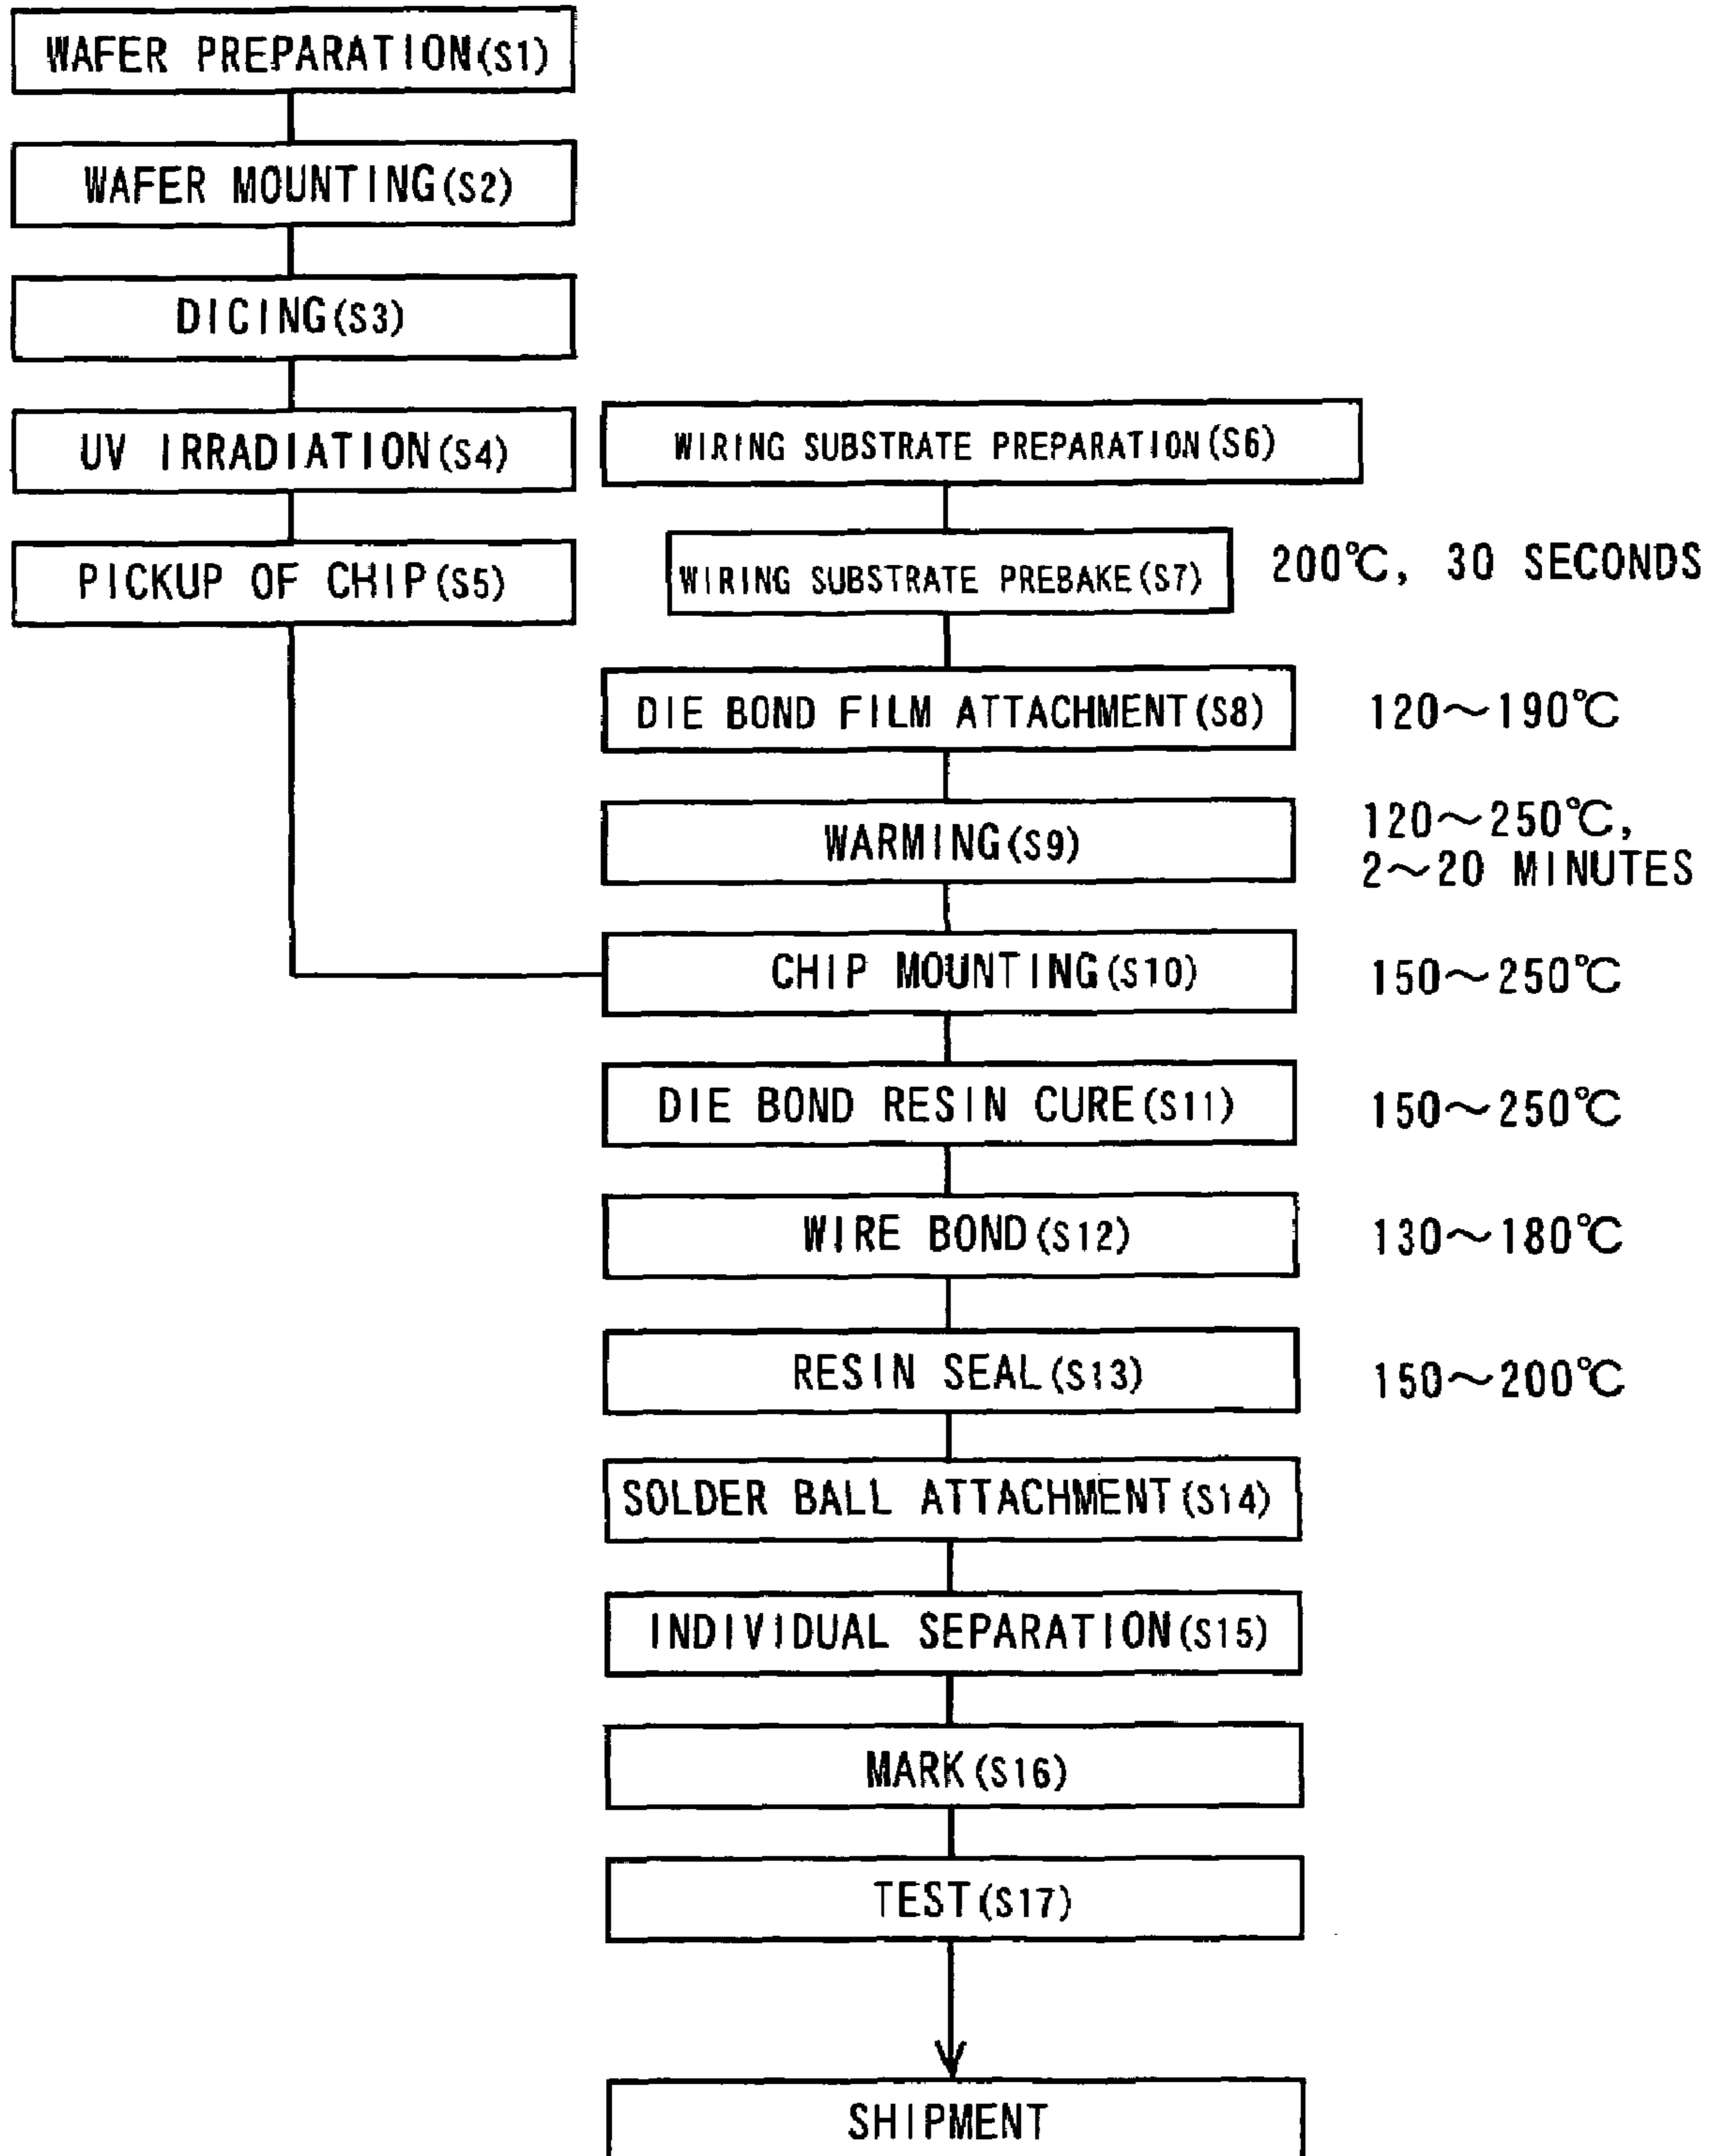 WAFER PREPARATION(S1)
WAFER MOUNTING(S2)
DICING(S3)
UV IRRADIATION(S4)
PICKUP OF CHIP(S5)
WIRING SUBSTRATE PREPARATION(S6)
WIRING SUBSTRATE PREBAKE(S7)
200℃, 30 SECONDS
DIE BOND FILM ATTACHMENT(S8)
120～190℃
WARMING(S9)
120～250℃,
2～20 MINUTES
CHIP MOUNTING(S10)
150～250℃
DIE BOND RESIN CURE(S11)
150～250℃
WIRE BOND(S12)
130～180℃
RESIN SEAL(S13)
150～200℃
SOLDER BALL ATTACHMENT(S14)
INDIVIDUAL SEPARATION(S15)
MARK(S16)
TEST(S17)
SHIPMENT